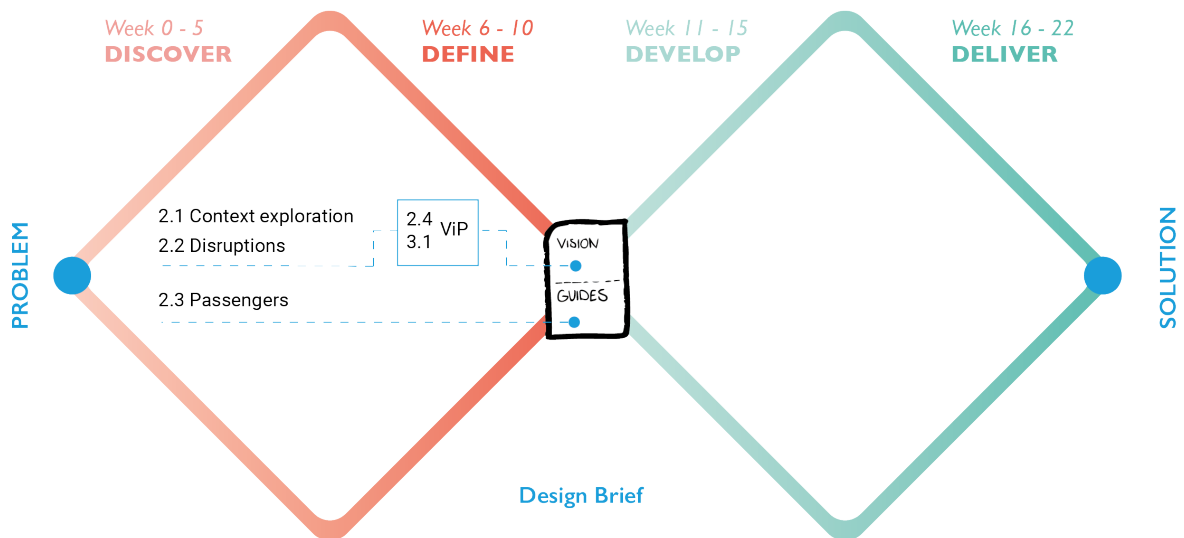 Week 0 - 5
DISCOVER
Week 6 - 10
DEFINE
Week 11 - 15
DEVELOP
Week 16 - 22
DELIVER
PROBLEM
2.1 Context exploration
2.2 Disruptions
2.3 Passengers
2.4
3.1
ViP
VISION
GUIDES
SOLUTION
Design Brief